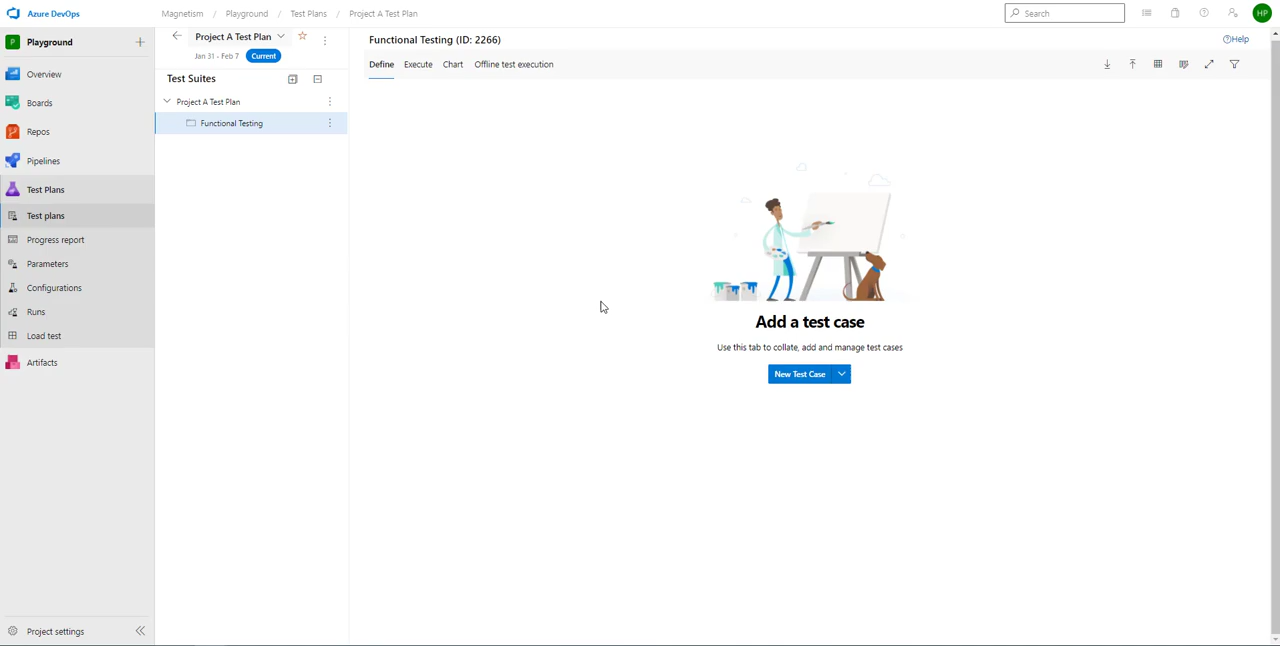 Azure DevOps
Magnetism / Playground / Test Plans / Project A Test Plan
Search
HP
P Playground
Overview
Boards
Repos
Pipelines
Test Plans
Test plans
Progress report
Parameters
Configurations
Runs
Load test
Artifacts
Project settings
Project A Test Plan
Jan 31 - Feb 7 Current
Test Suites
Project A Test Plan
Functional Testing
Functional Testing (ID: 2266)
Help
Define Execute Chart Offline test execution
Add a test case
Use this tab to collate, add and manage test cases
New Test Case